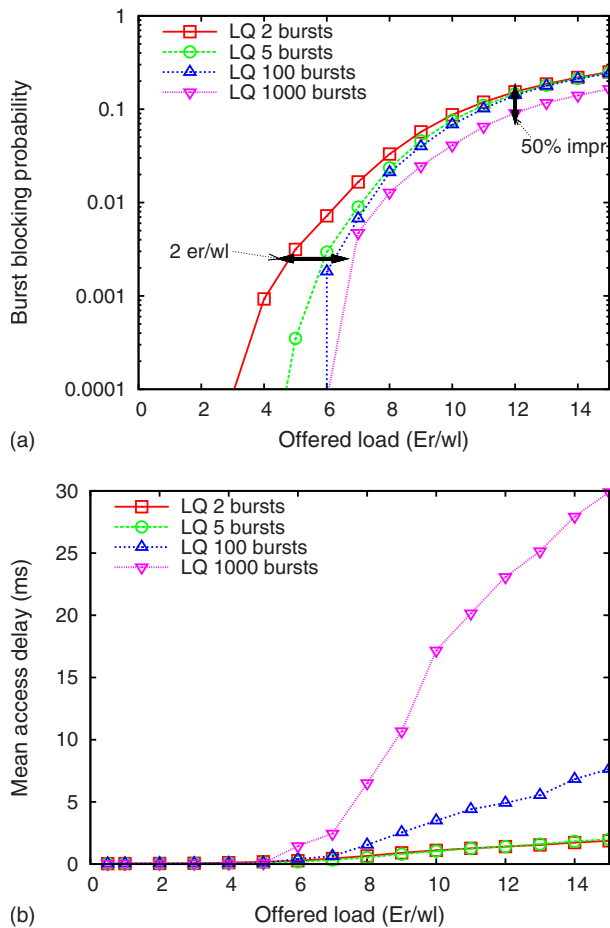 1
0.1
0.01
0.001
0.0001
Burst blocking probability
LQ 2 bursts
LQ 5 bursts
LQ 100 bursts
LQ 1000 bursts
50% impr
2 er/wl
0 2 4 6 8 10 12 14
(a)
Offered load (Er/wl)
30
25
20
15
10
5
0
Mean access delay (ms)
LQ 2 bursts
LQ 5 bursts
LQ 100 bursts
LQ 1000 bursts
0 2 4 6 8 10 12 14
(b)
Offered load (Er/wl)